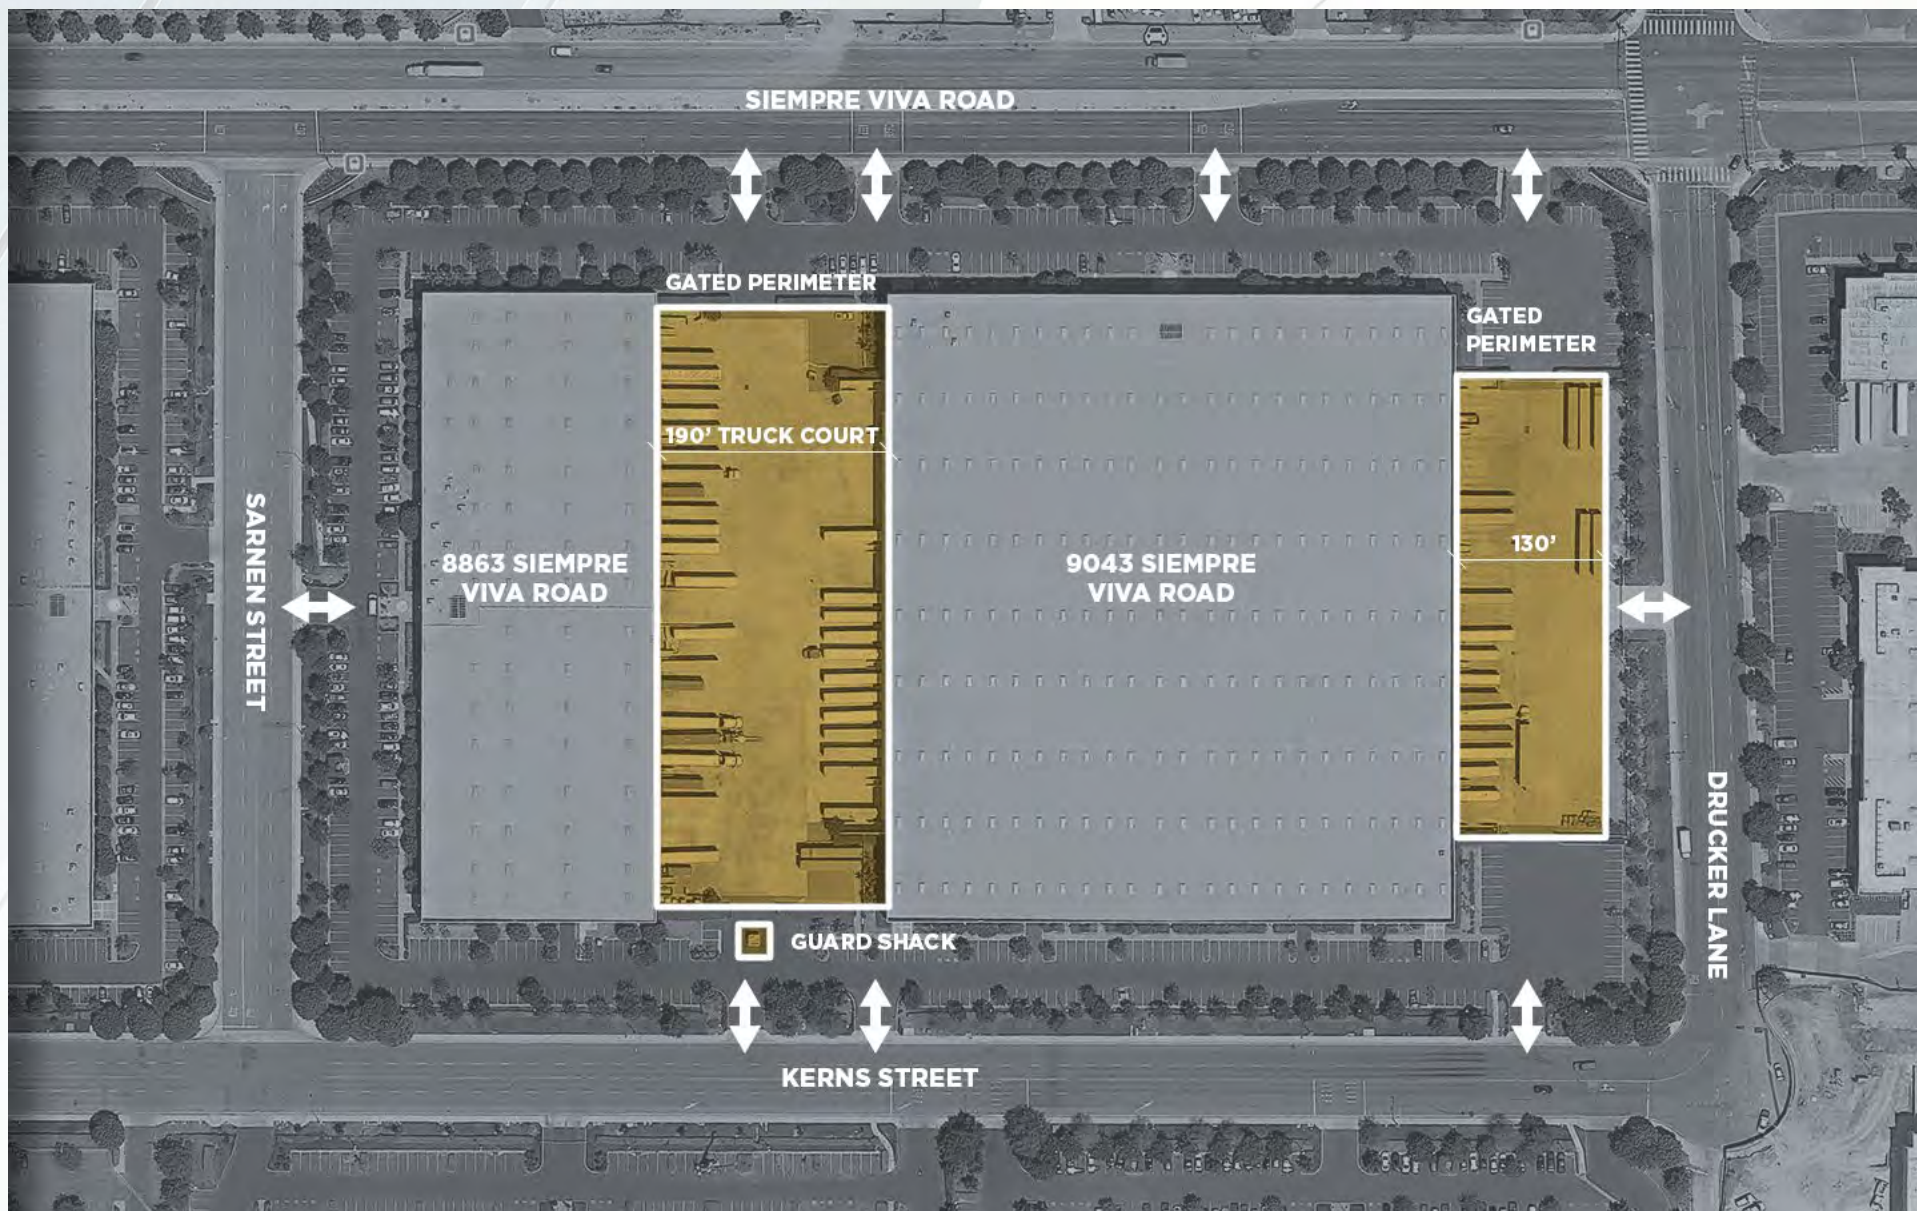 SIEMPRE VIVA ROAD
GATED PERIMETER
GATED
PERIMETER
190' TRUCK COURT
130'
SARNEN STREET
8863 SIEMPRE
VIVA ROAD
9043 SIEMPRE
VIVA ROAD
DRUCKER LANE
GUARD SHACK
KERNS STREET